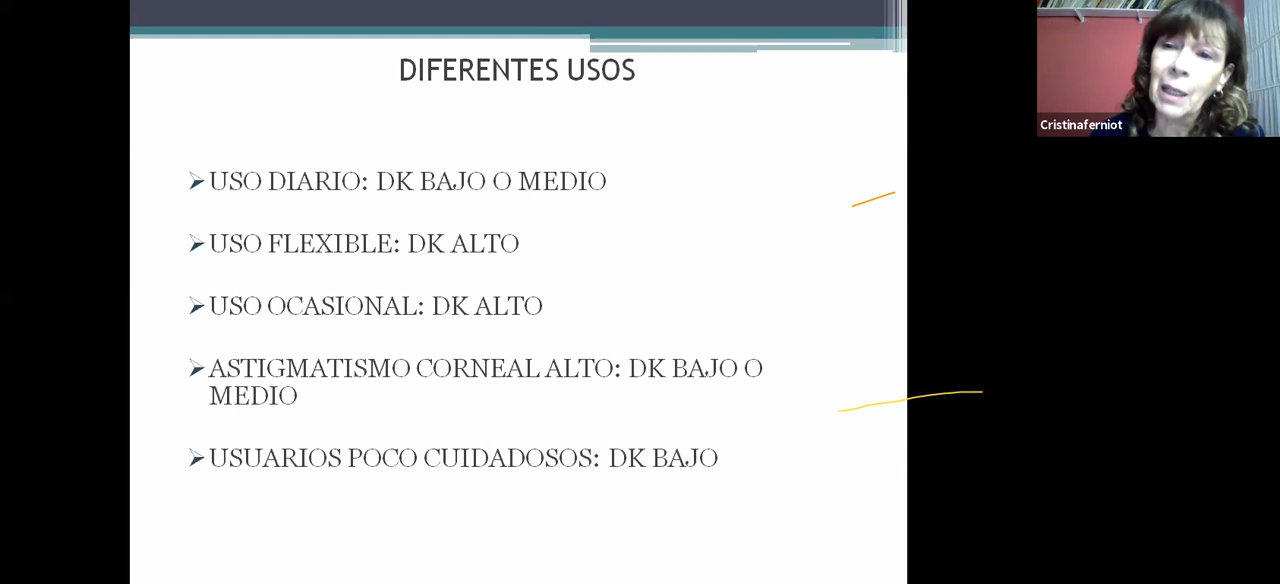 DIFERENTES USOS
USO DIARIO: DK BAJO O MEDIO
USO FLEXIBLE: DK ALTO
USO OCASIONAL: DK ALTO
ASTIGMATISMO CORNEAL ALTO: DK BAJO O
MEDIO
USUARIOS POCO CUIDADOSOS: DK BAJO
Cristinaferniot